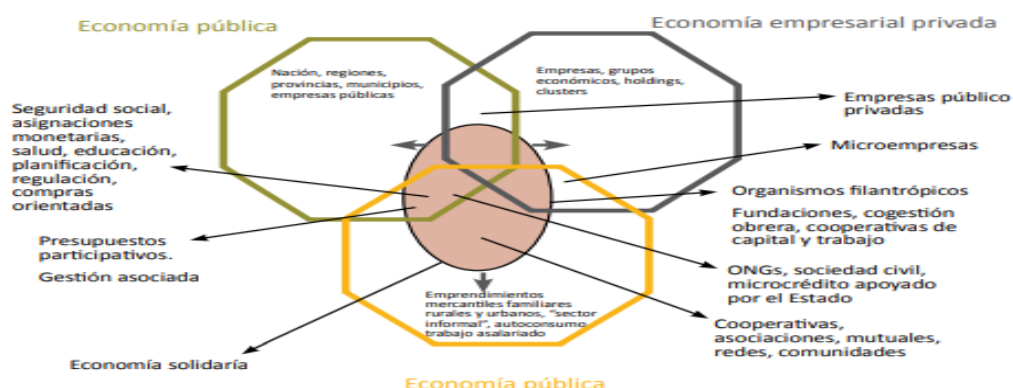 Economía pública
Economía empresarial privada
Nación, regiones,
provincias, municipios,
empresas públicas
Empresas, grupos
económicos, holdings,
clusters
Seguridad social,
asignaciones
monetarias,
salud, educación,
planificación,
regulación,
compras
orientadas
Presupuestos
participativos.
Gestión asociada
Economía solidaría
Empresas público
privadas
Microempresas
Organismos filantrópicos
Fundaciones, cogestión
obrera, cooperativas de
capital y trabajo
ONGs, sociedad civil,
microcrédito apoyado
por el Estado
Cooperativas,
asociaciones, mutuales,
redes, comunidades
Emprendimientos
mercantiles familiares
rurales y urbanos, "sector
informal", autoconsumo
trabajo asalariado
Economía pública